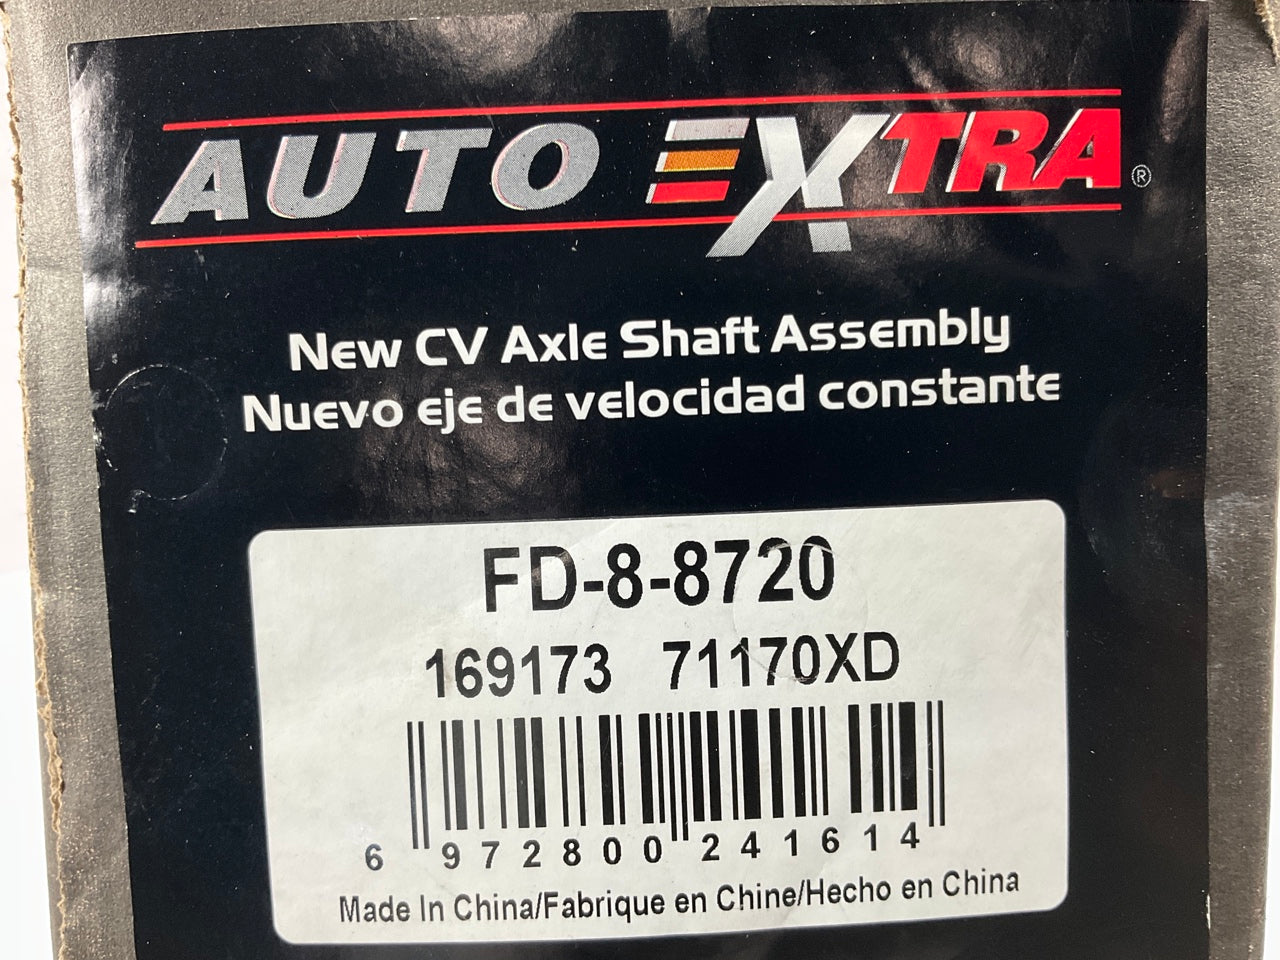 AUTO EXTRA®
New CV Axle Shaft Assembly
Nuevo eje de velocidad constante
FD-8-8720
169173 71170XD
6 972800 241614
Made In China/Fabrique en Chine/Hecho en China